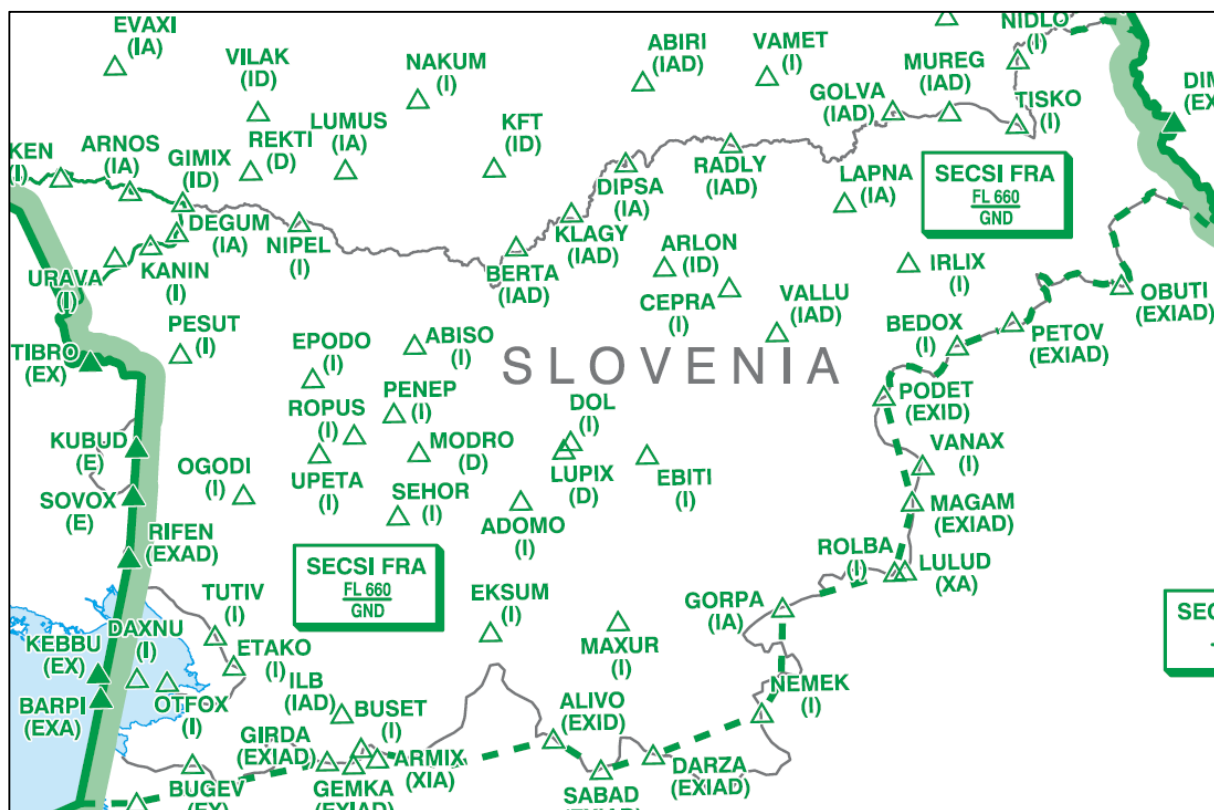 EVAXI
(IA)
VILAK
(ID)
NAKUM
(I)
ABIRI
(IAD)
VAMET
(I)
MUREG
(IAD)
NIDLO
(I)
GOLVA
(IAD)
TISKO
(I)
DIM
(EX
KEN
(I)
ARNOS
(IA)
GIMIX
(ID)
REKTI
(D)
LUMUS
(IA)
KFT
(ID)
DIPSA
(IA)
RADLY
(IAD)
LAPNA
(IA)
SECSI FRA
FL 660
GND
DEGUM
(IA)
NIPEL
(I)
KLAGY
(IAD)
ARLON
(ID)
URAVA
(I)
KANIN
(I)
BERTA
(IAD)
CEPRA
(I)
VALLU
(IAD)
IRLIX
(I)
OBUTI
(EXIAD)
PESUT
(I)
TIBRO
(EX)
EPODO
(I)
ABISO
(I)
SLOVENIA
BEDOX
(I)
PETOV
(EXIAD)
PENEP
(I)
ROPUS
(I)
DOL
(I)
PODET
(EXID)
KUBUD
(E)
OGODI
(I)
UPETA
(I)
MODRO
(D)
LUPIX
(D)
EBITI
(I)
VANAX
(I)
SOVOX
(E)
SEHOR
(I)
ADOMO
(I)
MAGAM
(EXIAD)
RIFEN
(EXAD)
SECSI FRA
FL 660
GND
ROLBA
(I)
LULUD
(XA)
TUTIV
(I)
EKSUM
(I)
GORPA
(IA)
SEC
KEBBU
(EX)
DAXNU
(I)
ETAKO
(I)
MAXUR
(I)
BARPI
(EXA)
OTFOX
(I)
ILB
(IAD)
BUSET
(I)
ALIVO
(EXID)
NEMEK
(I)
GIRDA
(EXIAD)
ARMIX
(XIA)
DARZA
(EXIAD)
BUGEV
(EX)
GEMKA
(EXIAD)
SABAD
(EXIAD)